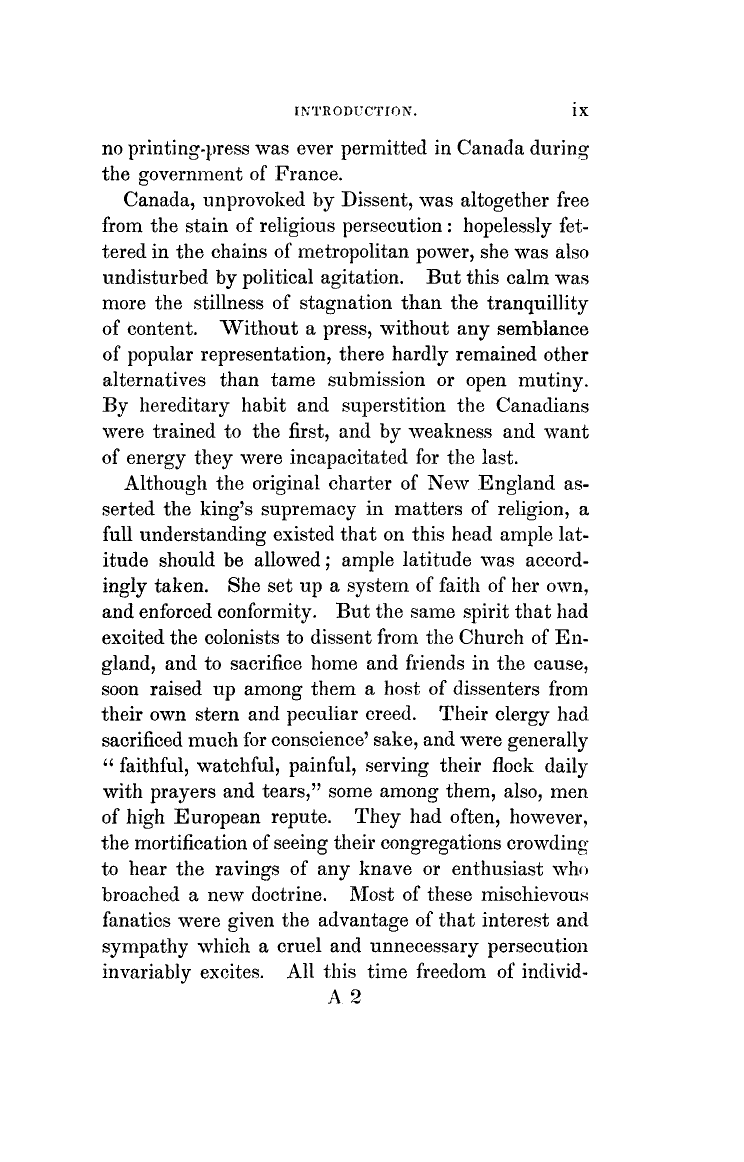 INTRODUCTION. ix
no printing-press was ever permitted in Canada during
the government of France.
Canada, unprovoked by Dissent, was altogether free
from the stain of religious persecution: hopelessly fet-
tered in the chains of metropolitan power, she was also
undisturbed by political agitation. But this calm was
more the stillness of stagnation than the tranquillity
of content. Without a press, without any semblance
of popular representation, there hardly remained other
alternatives than tame submission or open mutiny.
By hereditary habit and superstition the Canadians
were trained to the first, and by weakness and want
of energy they were incapacitated for the last.
Although the original charter of New England as-
serted the king's supremacy in matters of religion, a
full understanding existed that on this head ample lat-
itude should be allowed; ample latitude was accord-
ingly taken. She set up a system of faith of her own,
and enforced conformity. But the same spirit that had
excited the colonists to dissent from the Church of En-
gland, and to sacrifice home and friends in the cause,
soon raised up among them a host of dissenters from
their own stern and peculiar creed. Their clergy had
sacrificed much for conscience' sake, and were generally
"faithful, watchful, painful, serving their flock daily
with prayers and tears," some among them, also, men
of high European repute. They had often, however,
the mortification of seeing their congregations crowding
to hear the ravings of any knave or enthusiast who
broached a new doctrine. Most of these mischievous
fanatics were given the advantage of that interest and
sympathy which a cruel and unnecessary persecution
invariably excites. All this time freedom of individ-
A 2